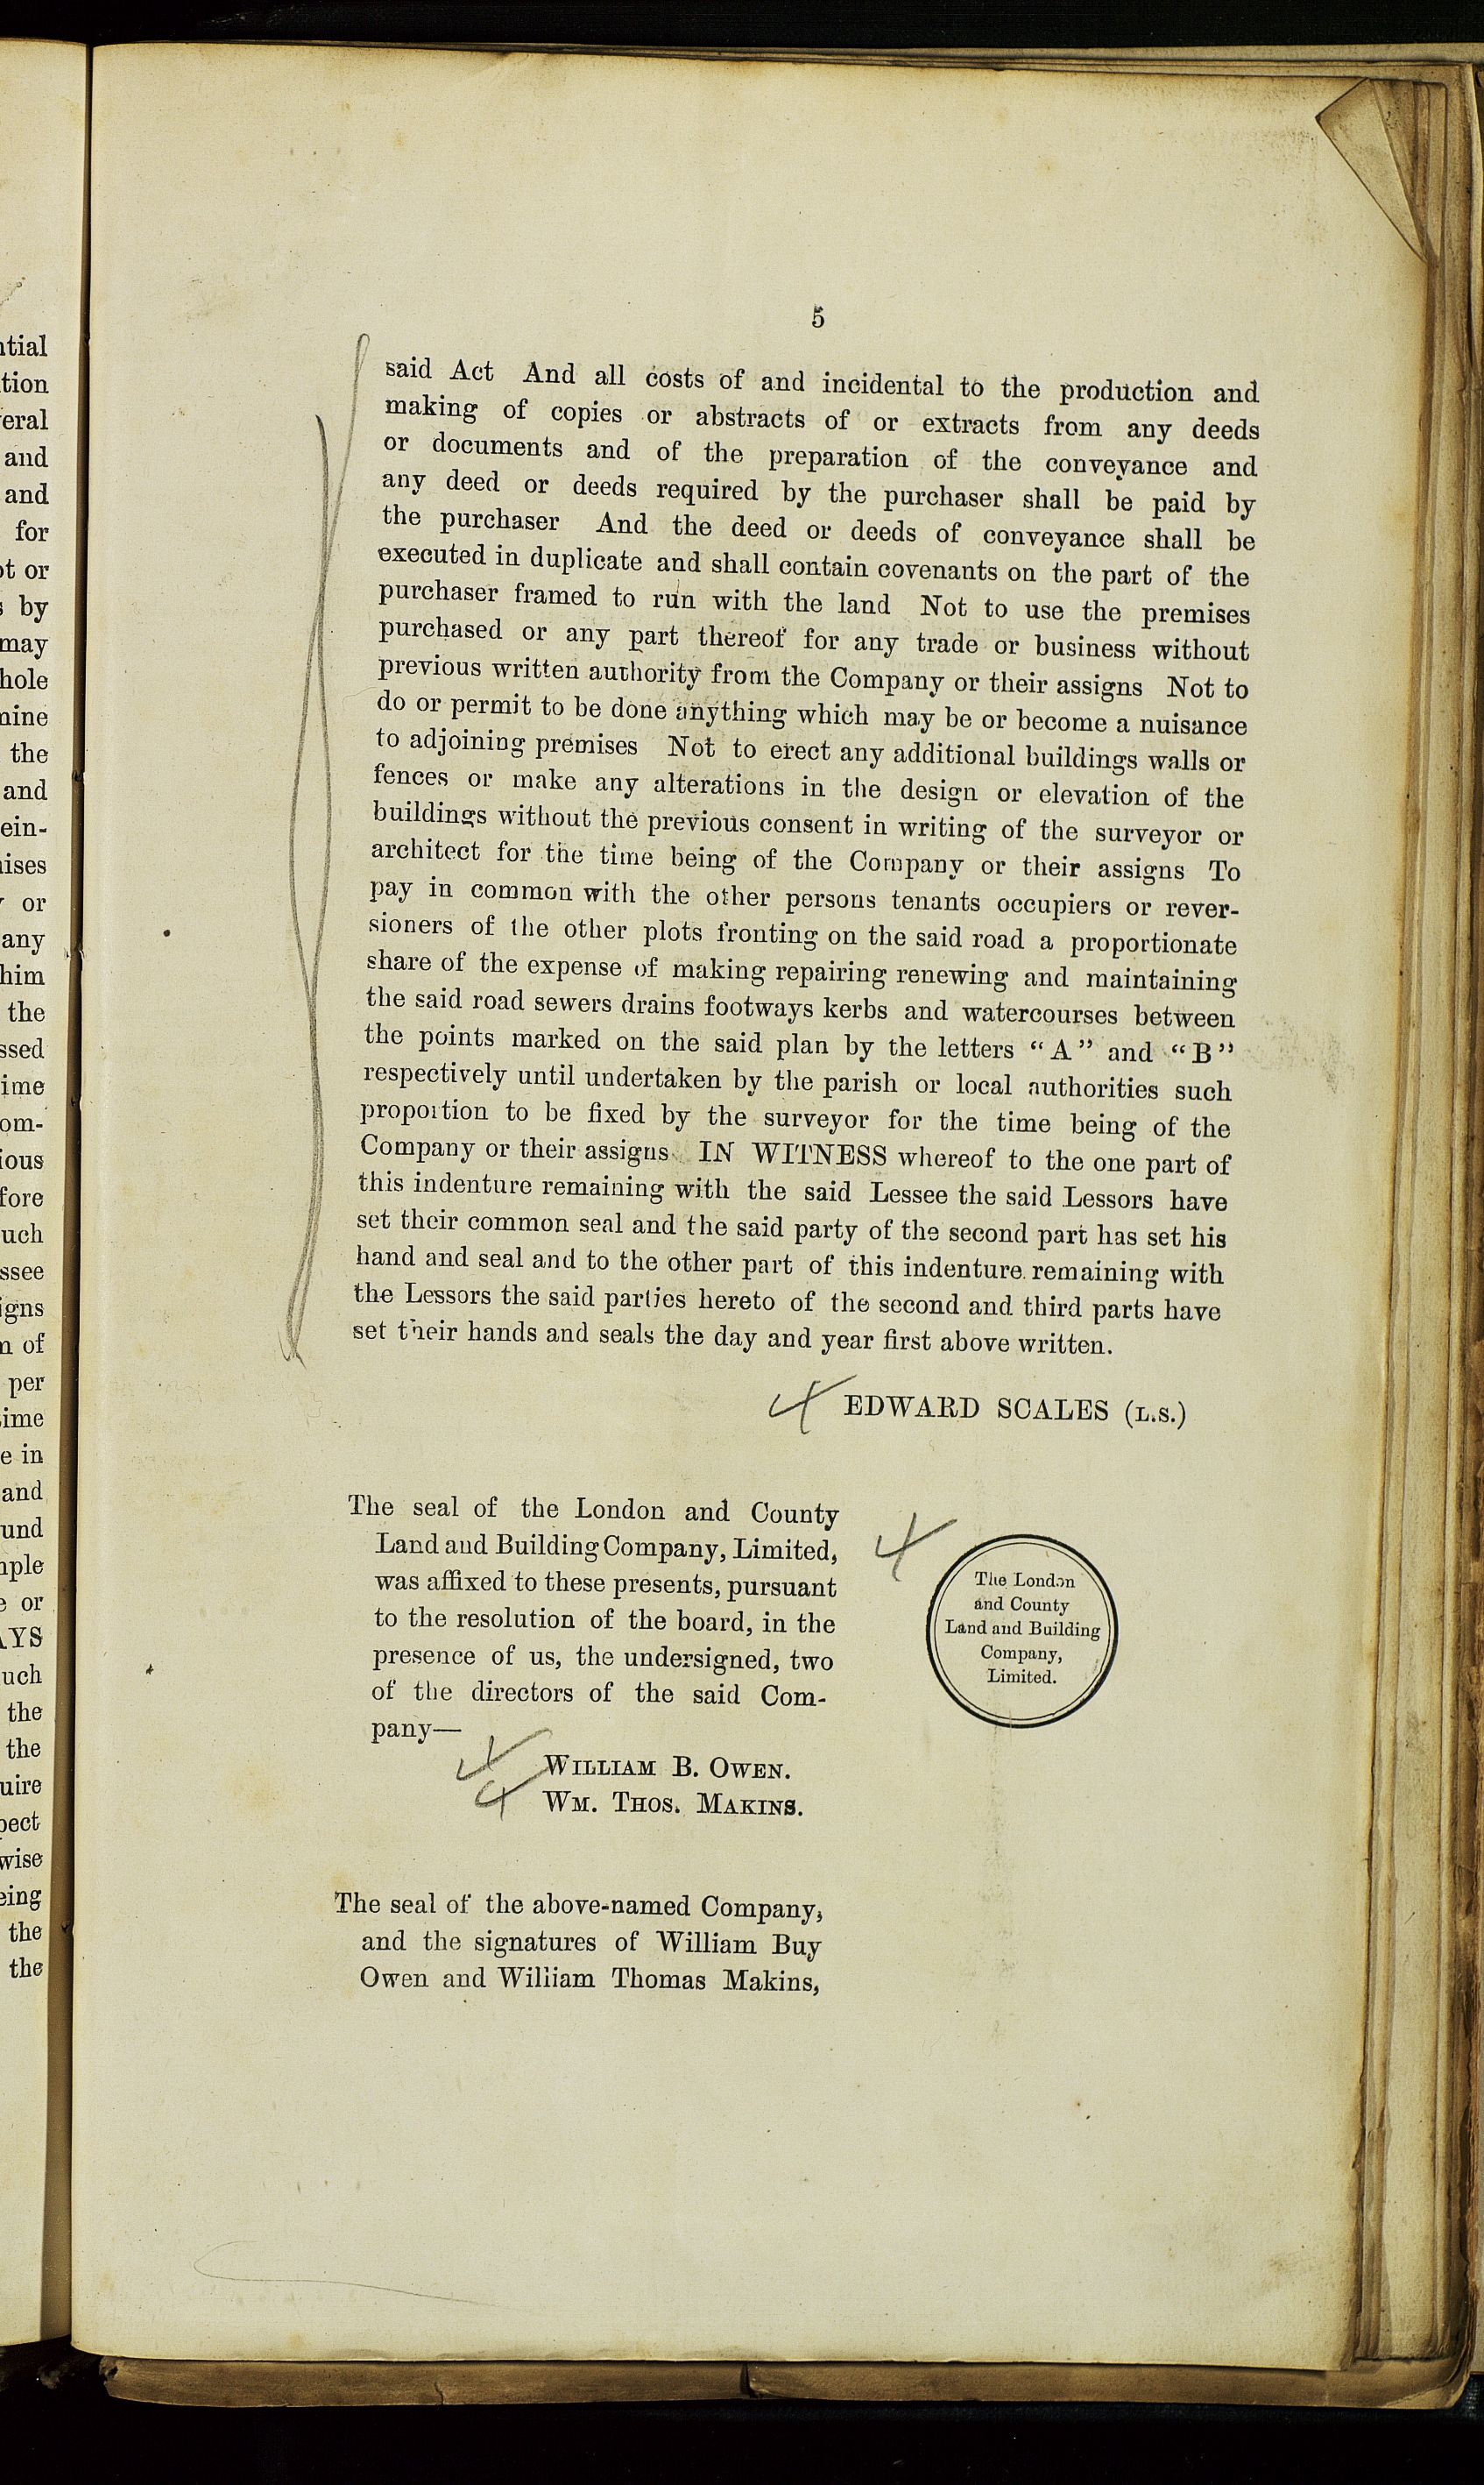 5
said Act And all costs of and incidental to the production and
making of copies or abstracts of or extracts from any deeds
or documents and of the preparation of the conveyance and
any deed or deeds required by the purchaser shall be paid by
the purchaser And the deed or deeds of conveyance shall be
executed in duplicate and shall contain covenants on the part of the
purchaser framed to run with the land Not to use the premises
purchased or any part thereof for any trade or business without
previous written authority from the Company or their assigns Not to
do or permit to be done anything which may be or become a nuisance
to adjoining premises Not to erect any additional buildings walls or
fences or make any alterations in the design or elevation of the
buildings without the previous consent in writing of the surveyor or
architect for the time being of the Company or their assigns To
pay in common with the other persons tenants occupiers or rever-
sioners of the other plots fronting on the said road a proportionate
share of the expense of making repairing renewing and maintaining
the said road sewers drains footways kerbs and watercourses between
the points marked on the said plan by the letters “A” and “B”
respectively until undertaken by the parish or local authorities such
proportion to be fixed by the surveyor for the time being of the
Company or their assigns IN WITNESS whereof to the one part of
this indenture remaining with the said Lessee the said Lessors have
set their common seal and the said party of the second part has set his
hand and seal and to the other part of this indenture remaining with
the Lessors the said parties hereto of the second and third parts have
set their hands and seals the day and year first above written.
EDWARD SCALES (L.S.)
The seal of the London and County
Land and Building Company, Limited,
was affixed to these presents, pursuant
to the resolution of the board, in the
presence of us, the undersigned, two
of the directors of the said Com-
pany—
The London
and County
Land and Building
Company,
Limited.
WILLIAM B. OWEN.
WM. THOS. MAKINS.
The seal of the above-named Company,
and the signatures of William Buy
Owen and William Thomas Makins,